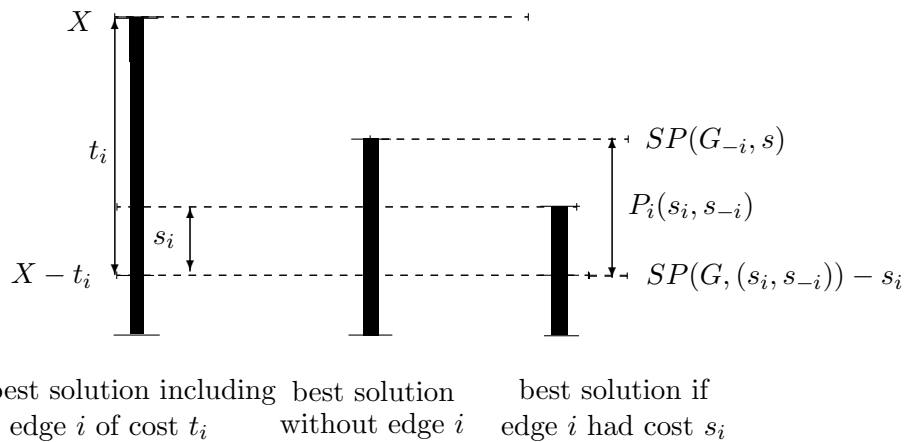 X
t_i
SP(G_{-i}, s)
P_i(s_i, s_{-i})
s_i
X − t_i
SP(G, (s_i, s_{-i})) − s_i
est solution including
edge i of cost t_i
best solution
without edge i
best solution if
edge i had cost s_i